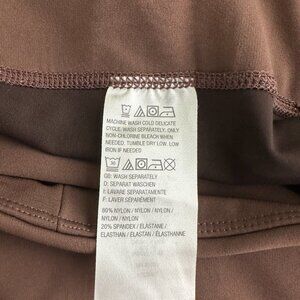 MACHINE WASH COLD DELICATE
CYCLE. WASH SEPARATELY. ONLY
NON-CHLORINE BLEACH WHEN
NEEDED. TUMBLE DRY LOW. LOW
IRON IF NEEDED.
GB: WASH SEPARATELY
D: SEPARAT WASCHEN
I: LAVARE SEPARATAMENTE
F: LAVER SÉPARÉMENT
80% NYLON / NYLON / NYLON
NYLON / NYLON
20% SPANDEX / ELASTANE /
ELASTHAN / ELASTAN / ÉLASTHANNE